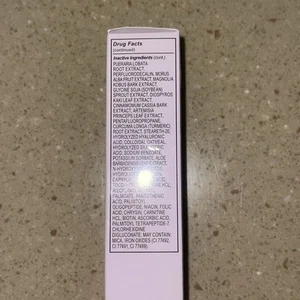 Drug Facts
(continued)
Inactive Ingredients (cont.)
PUERARIA LOBATA
ROOT EXTRACT,
PERFLUORODECALIN, MORUS
ALBA FRUIT EXTRACT, MAGNOLIA
KOBUS BARK EXTRACT,
GLYCINE SOJA (SOYBEAN)
SPROUT EXTRACT, DIOSPYROS
KAKI LEAF EXTRACT,
CINNAMOMUM CASSIA BARK
EXTRACT, ARTEMISIA
PRINCEPS LEAF EXTRACT,
PENTAFLUOROPROPANE,
CURCUMA LONGA (TURMERIC)
ROOT EXTRACT, STEARETH-20,
HYDROLYZED HYALURONIC
ACID, COLLOIDAL OATMEAL,
HYDROLYZED SILK
ACID, SODIUM BENZOATE,
POTASSIUM SORBATE, ALOE
BARBADENSIS
PALMITATE, PANTOTHENIC
ACID, PALMITOYL
OLIGOPEPTIDE, NIACIN, FOLIC
ACID, CHRYSIN, CARNITINE
HCL, BIOTIN, ASCORBIC ACID,
PALMITOYL TETRAPEPTIDE-7,
CHLORHEXIDINE
DIGLUCONATE. MAY CONTAIN:
MICA, IRON OXIDES (CI 77492,
CI 77491, CI 77499).